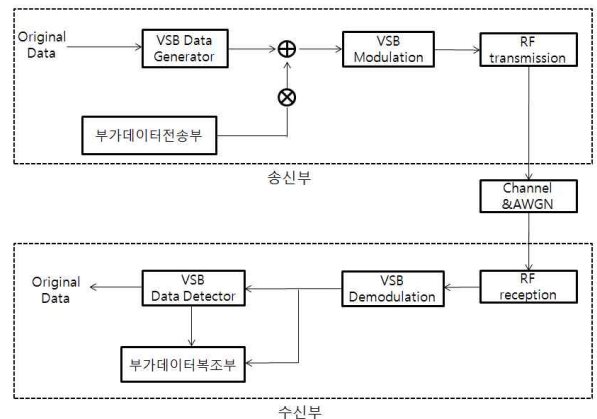 Original
Data
VSB Data
Generator
VSB
Modulation
RF
transmission
부가데이터전송부
송신부
Channel
&AWGN
Original
Data
VSB
Data Detector
VSB
Demodulation
RF
reception
부가데이터복조부
수신부